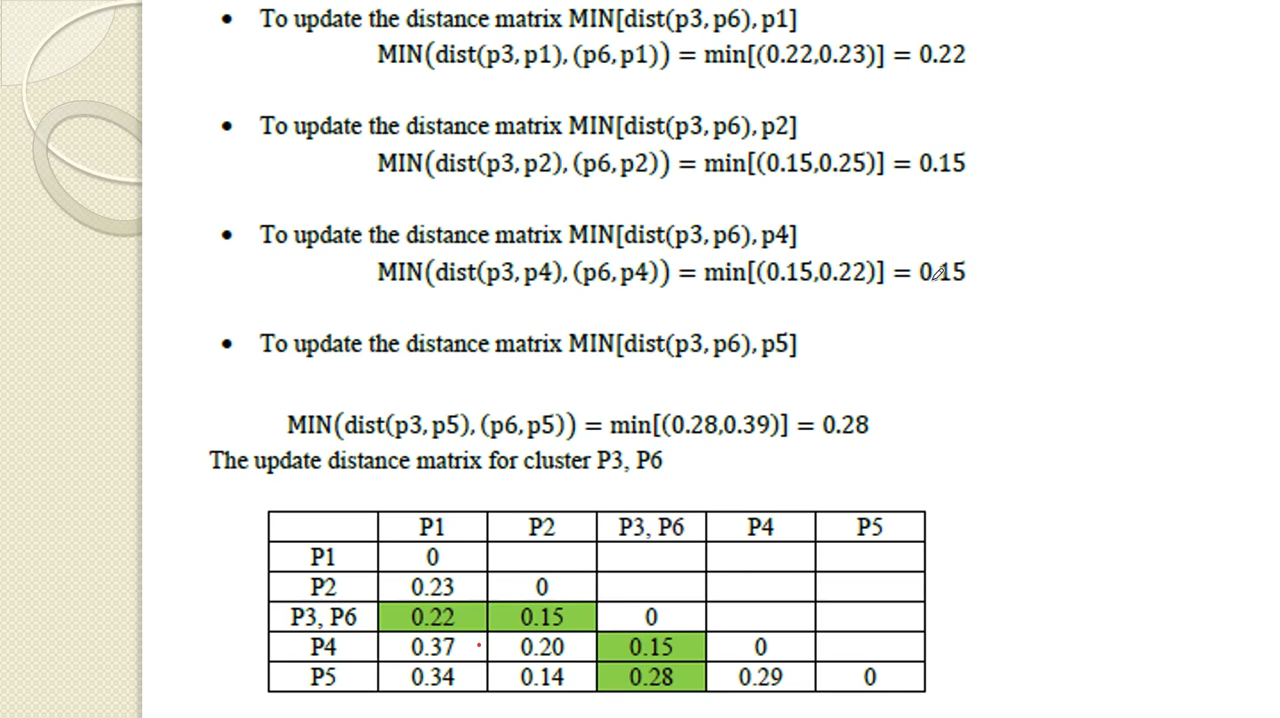 • To update the distance matrix MIN[dist(p3, p6), p1]
MIN(dist(p3, p1), (p6, p1)) = min[(0.22,0.23)] = 0.22
• To update the distance matrix MIN[dist(p3, p6), p2]
MIN(dist(p3, p2), (p6, p2)) = min[(0.15,0.25)] = 0.15
• To update the distance matrix MIN[dist(p3, p6), p4]
MIN(dist(p3, p4), (p6, p4)) = min[(0.15,0.22)] = 0.15
• To update the distance matrix MIN[dist(p3, p6), p5]
MIN(dist(p3, p5), (p6, p5)) = min[(0.28,0.39)] = 0.28
The update distance matrix for cluster P3, P6
P1 P2 P3, P6 P4 P5
P1 0
P2 0.23 0
P3, P6 0.22 0.15 0
P4 0.37 0.20 0.15 0
P5 0.34 0.14 0.28 0.29 0